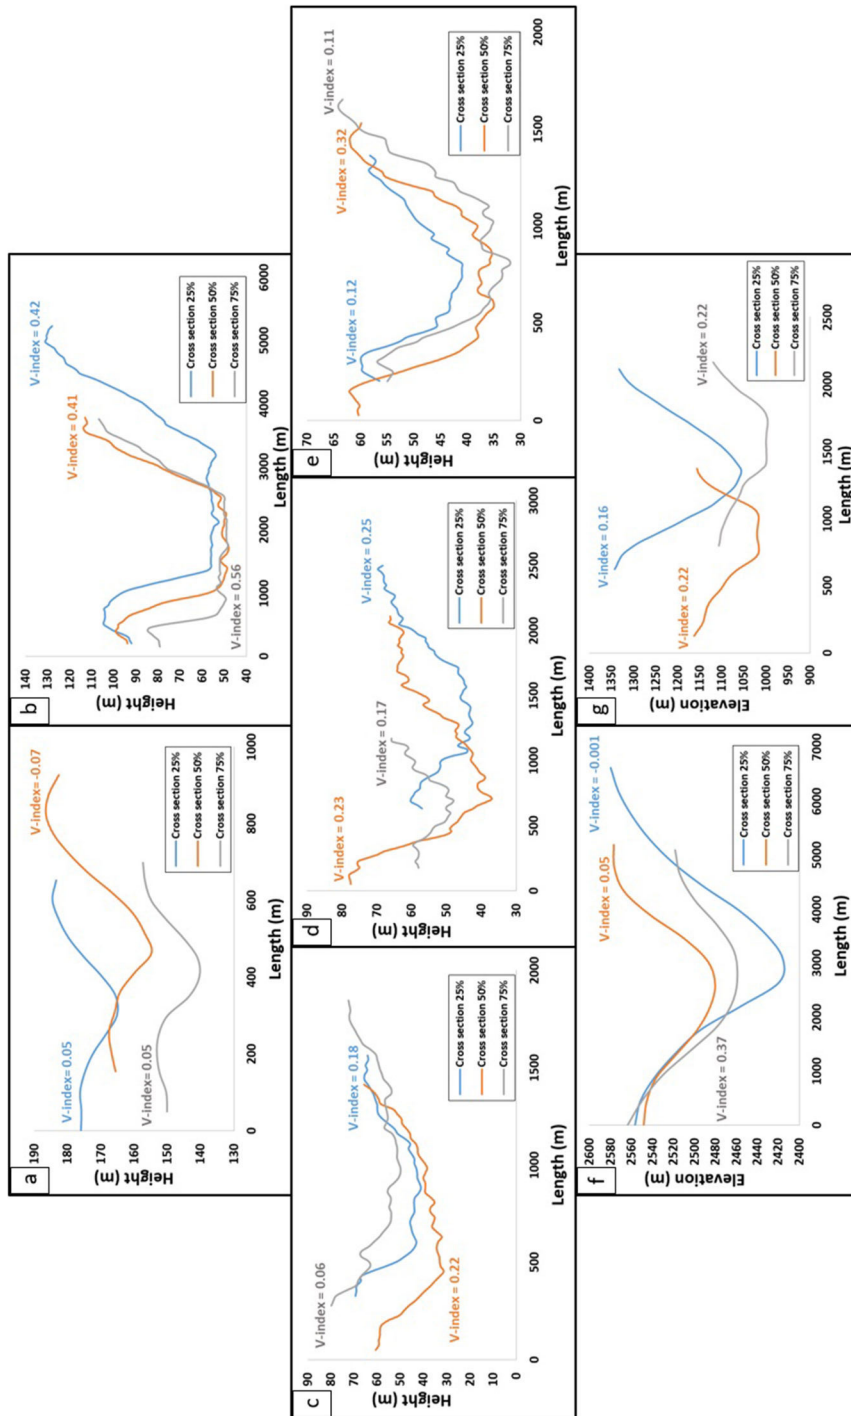 a
190
180
170
160
150
140
130
Height (m)
0
200
400
600
800
1000
Length (m)
V-index= 0.05
V-index=-0.07
V-index= 0.05
Cross section 25%
Cross section 50%
Cross section 75%
b
140
130
120
110
100
90
80
70
60
50
40
Height (m)
0
1000
2000
3000
4000
5000
6000
Length (m)
V-index = 0.42
V-index = 0.41
V-index = 0.56
Cross section 25%
Cross section 50%
Cross section 75%
c
90
80
70
60
50
40
30
20
10
0
Height (m)
0
500
1000
1500
2000
Length (m)
V-index = 0.06
V-index = 0.18
V-index = 0.22
Cross section 25%
Cross section 50%
Cross section 75%
d
90
80
70
60
50
40
30
Height (m)
0
500
1000
1500
2000
2500
3000
Length (m)
V-index = 0.23
V-index = 0.17
V-index = 0.25
Cross section 25%
Cross section 50%
Cross section 75%
e
70
65
60
55
50
45
40
35
30
Height (m)
0
500
1000
1500
2000
Length (m)
V-index = 0.12
V-index = 0.32
V-index = 0.11
Cross section 25%
Cross section 50%
Cross section 75%
f
2600
2580
2560
2540
2520
2500
2480
2460
2440
2420
2400
Elevation (m)
0
1000
2000
3000
4000
5000
6000
7000
Length (m)
V-index = 0.37
V-index = 0.05
V-index = -0.001
Cross section 25%
Cross section 50%
Cross section 75%
g
1400
1350
1300
1250
1200
1150
1100
1050
1000
950
900
Elevation (m)
0
500
1000
1500
2000
2500
Length (m)
V-index = 0.16
V-index = 0.22
V-index = 0.22
Cross section 25%
Cross section 50%
Cross section 75%